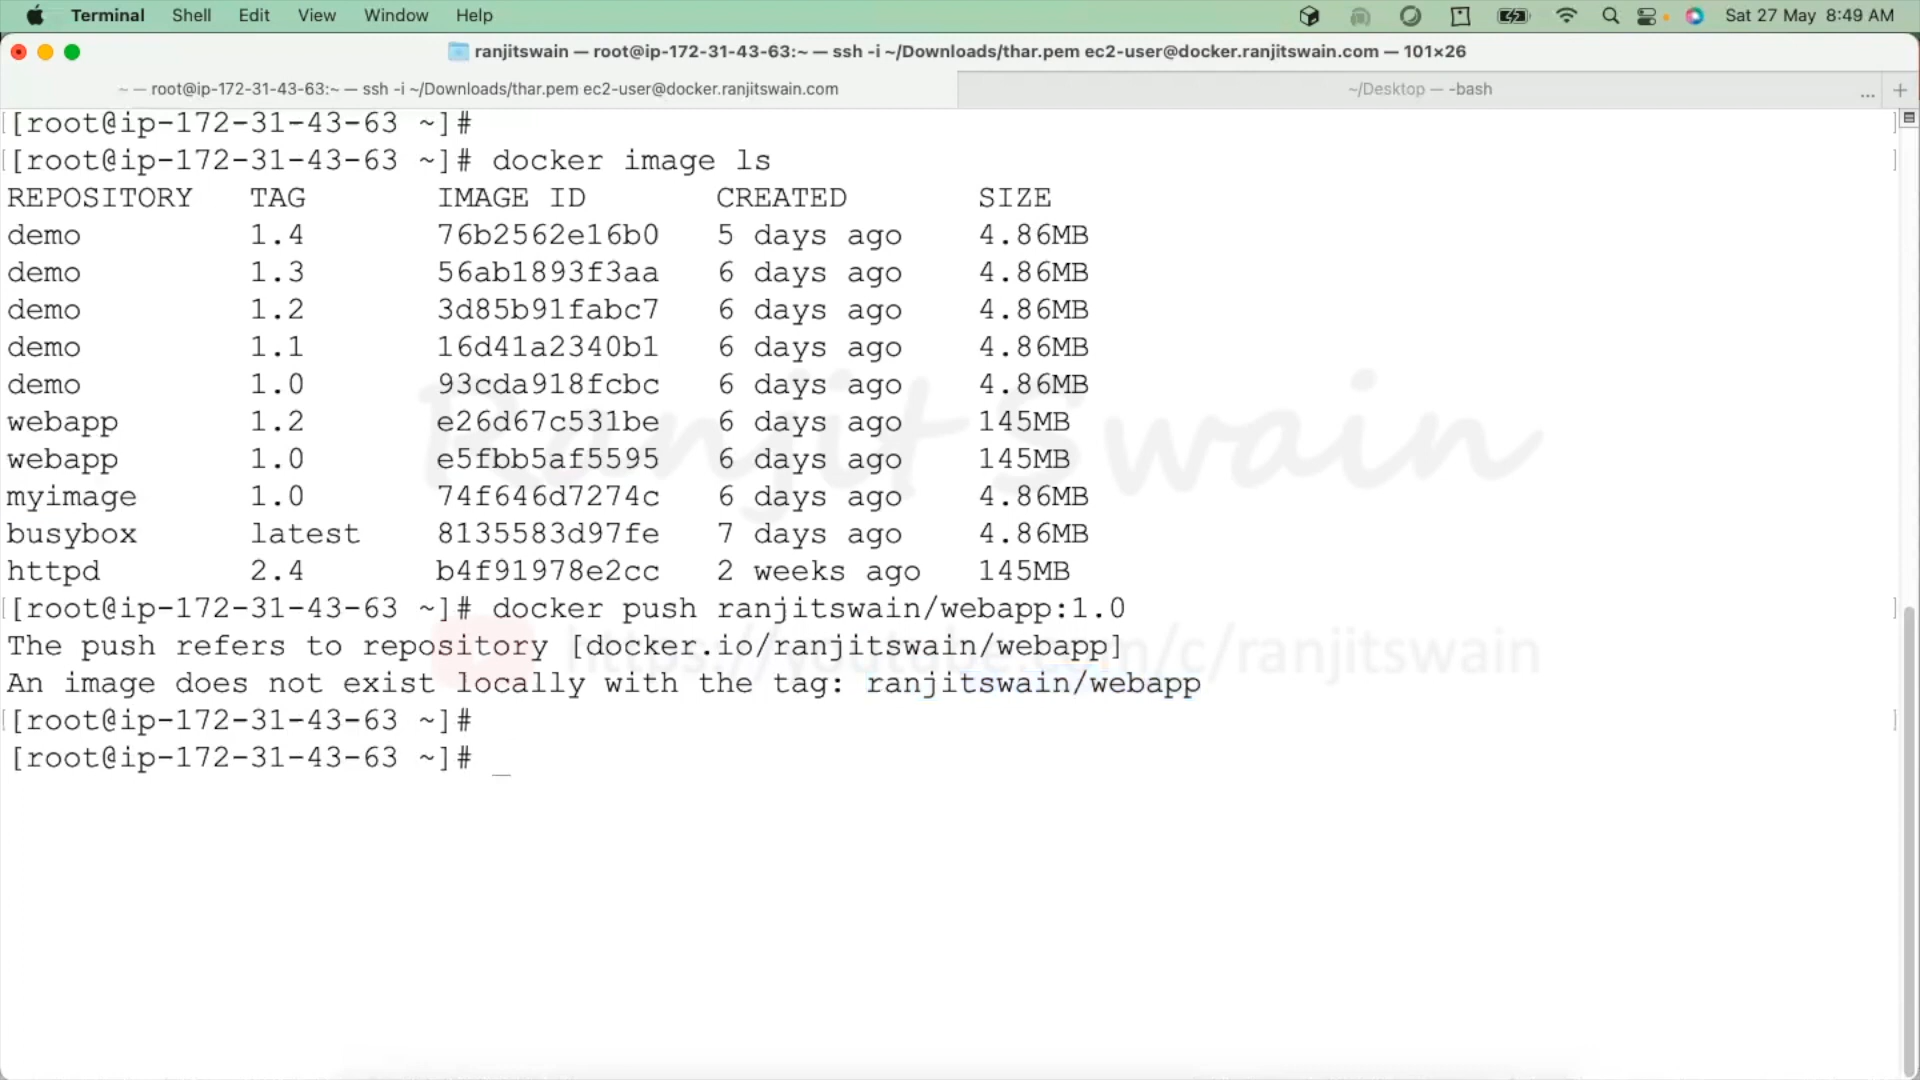 Terminal Shell Edit View Window Help Sat 27 May 8:49 AM
ranjitswain — root@ip-172-31-43-63:~ — ssh -i ~/Downloads/thar.pem ec2-user@docker.ranjitswain.com — 101×26
~ — root@ip-172-31-43-63:~ — ssh -i ~/Downloads/thar.pem ec2-user@docker.ranjitswain.com ~/Desktop — -bash ... +
[[root@ip-172-31-43-63 ~]# ]
[[root@ip-172-31-43-63 ~]# docker image ls ]
REPOSITORY TAG IMAGE ID CREATED SIZE
demo 1.4 76b2562e16b0 5 days ago 4.86MB
demo 1.3 56ab1893f3aa 6 days ago 4.86MB
demo 1.2 3d85b91fabc7 6 days ago 4.86MB
demo 1.1 16d41a2340b1 6 days ago 4.86MB
demo 1.0 93cda918fcbc 6 days ago 4.86MB
webapp 1.2 e26d67c531be 6 days ago 145MB
webapp 1.0 e5fbb5af5595 6 days ago 145MB
myimage 1.0 74f646d7274c 6 days ago 4.86MB
busybox latest 8135583d97fe 7 days ago 4.86MB
httpd 2.4 b4f91978e2cc 2 weeks ago 145MB
[[root@ip-172-31-43-63 ~]# docker push ranjitswain/webapp:1.0 ]
The push refers to repository [docker.io/ranjitswain/webapp]
An image does not exist locally with the tag: ranjitswain/webapp
[[root@ip-172-31-43-63 ~]# ]
[root@ip-172-31-43-63 ~]# _
Ranjit Swain
https://youtube.com/c/ranjitswain